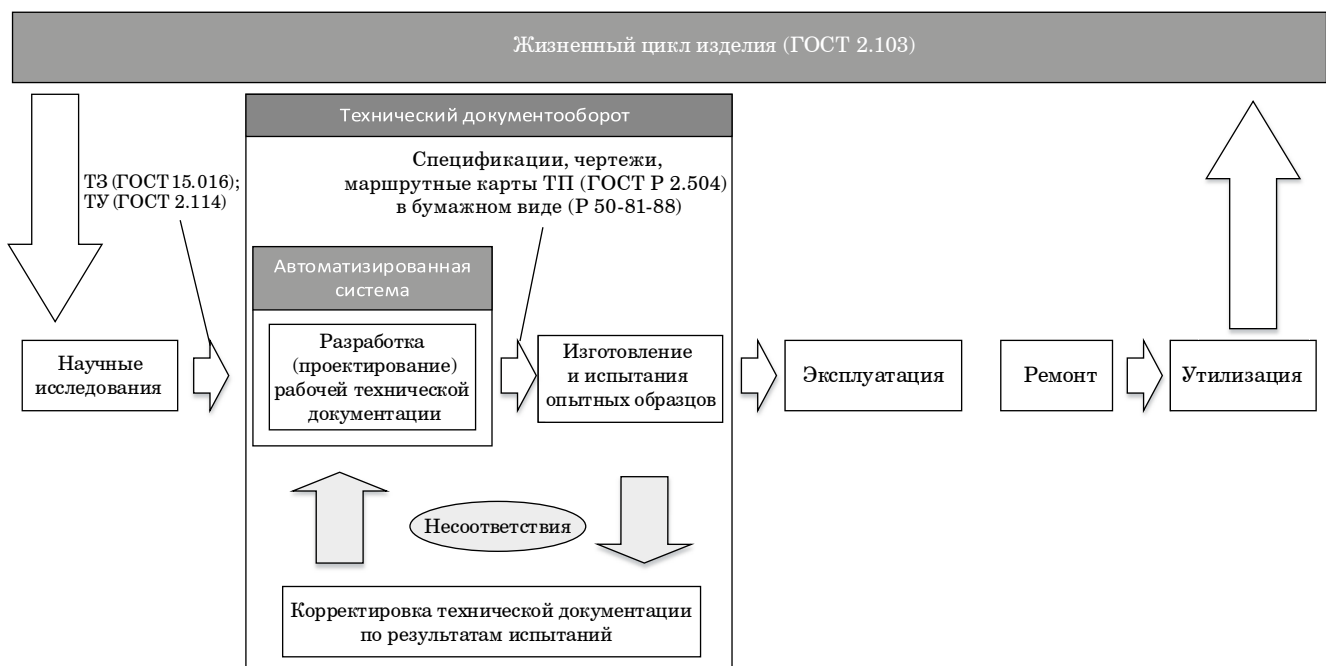 Жизненный цикл изделия (ГОСТ 2.103)
Технический документооборот
ТЗ (ГОСТ 15.016);
ТУ (ГОСТ 2.114)
Спецификации, чертежи,
маршрутные карты ТП (ГОСТ Р 2.504)
в бумажном виде (Р 50-81-88)
Автоматизированная
система
Научные
исследования
Разработка
(проектирование)
рабочей технической
документации
Изготовление
и испытания
опытных образцов
Эксплуатация
Ремонт
Утилизация
Несоответствия
Корректировка технической документации
по результатам испытаний